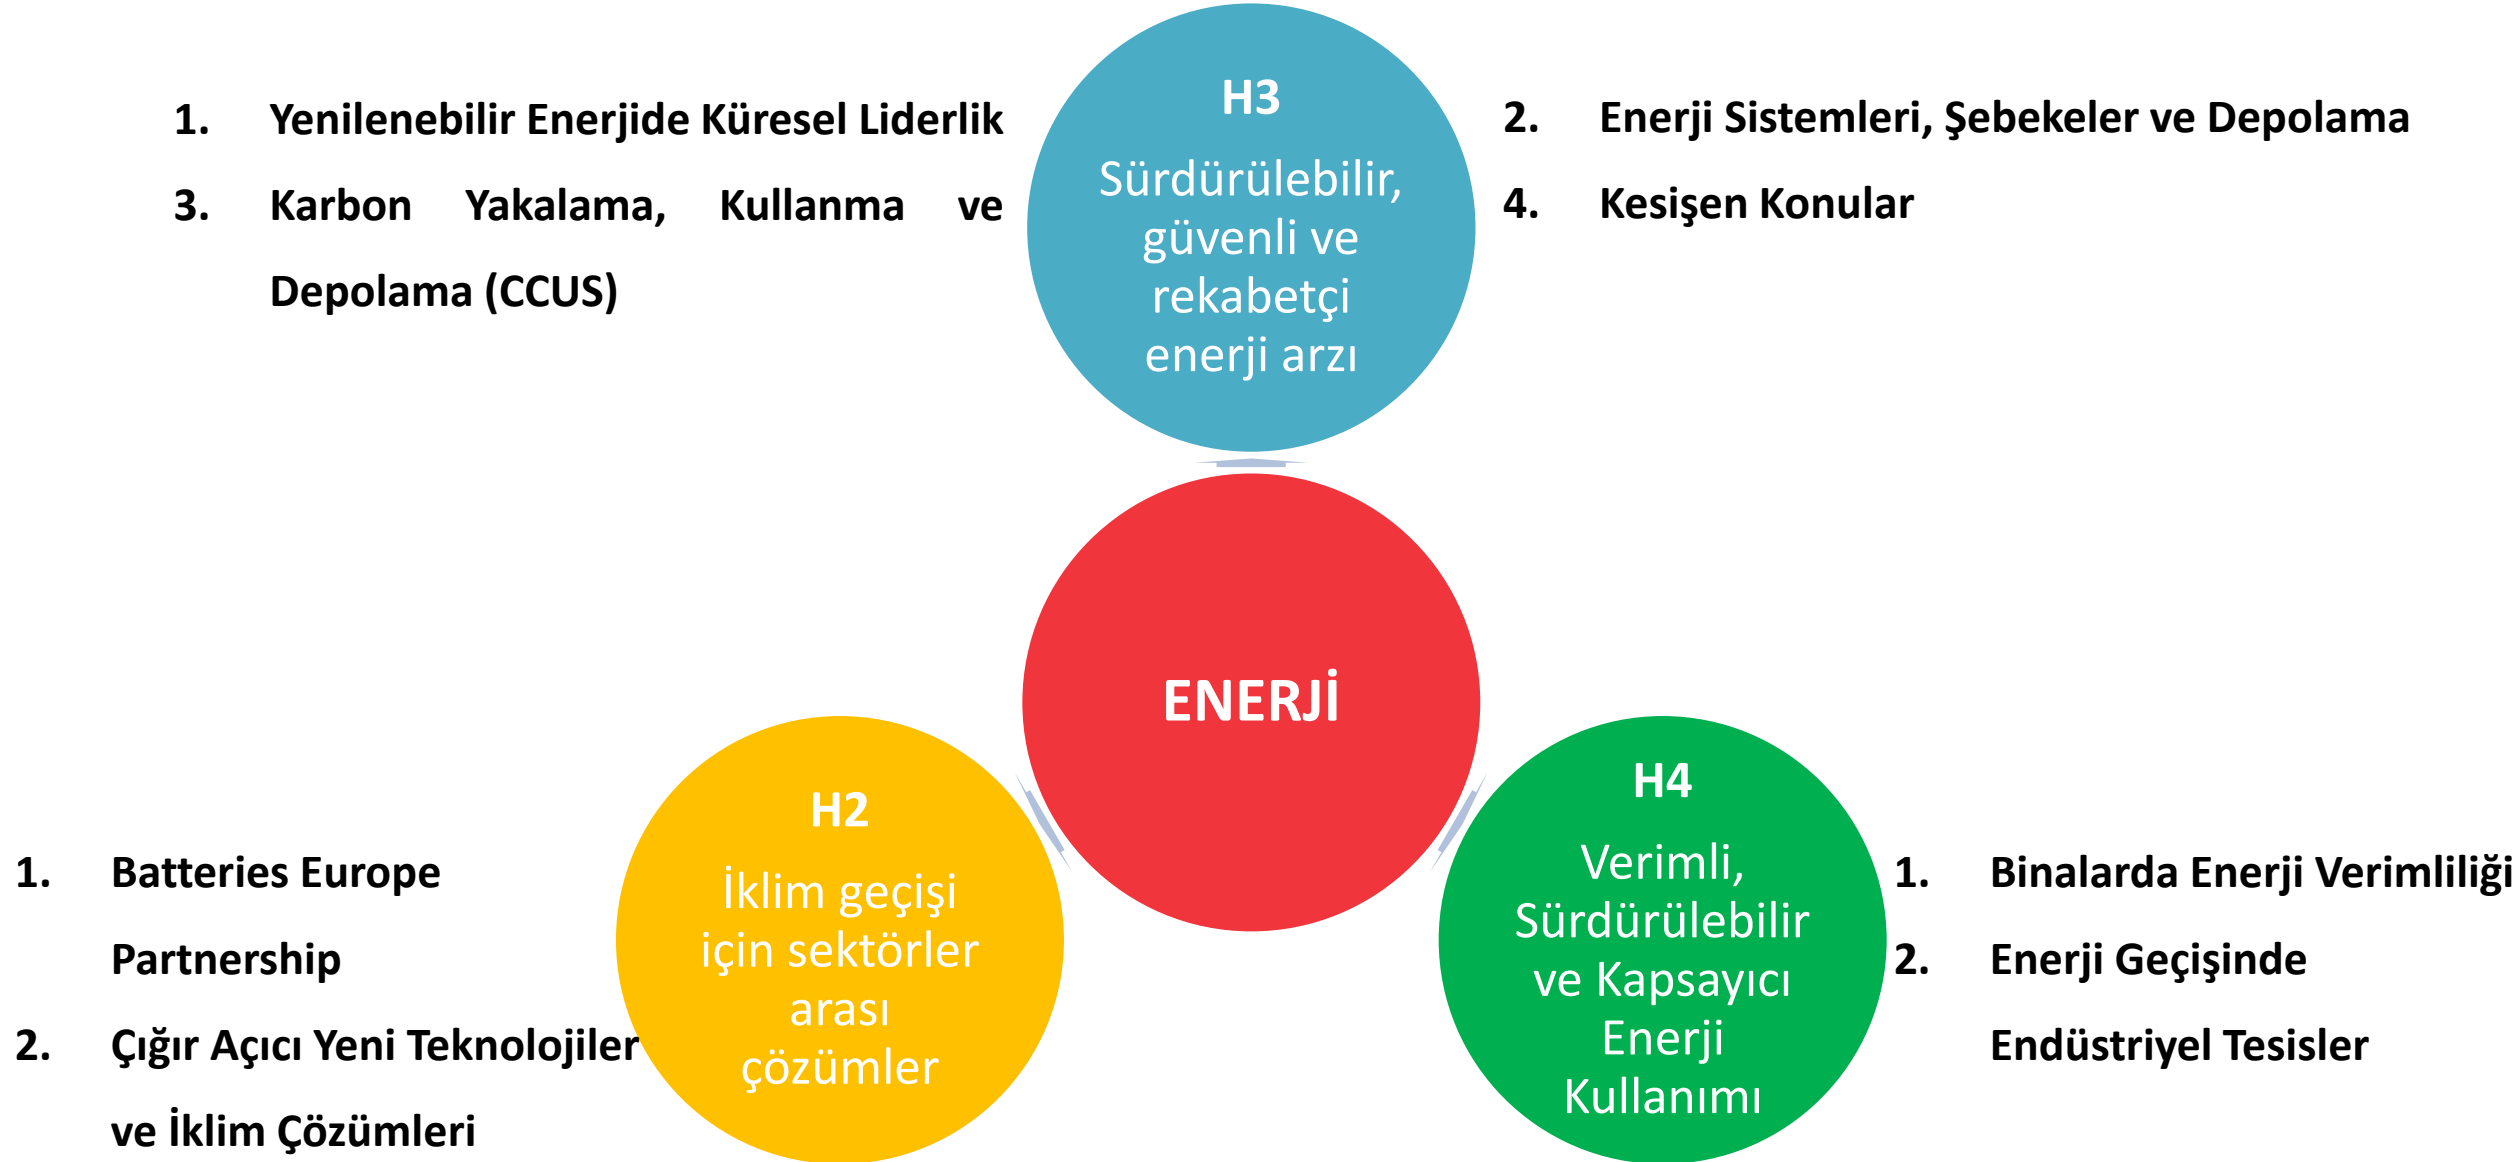 H3
Sürdürülebilir,
güvenli ve
rekabetçi
enerji arzı
1. Yenilenebilir Enerjide Küresel Liderlik
3. Karbon Yakalama, Kullanma ve
Depolama (CCUS)
2. Enerji Sistemleri, Şebekeler ve Depolama
4. Kesişen Konular
ENERJİ
H2
İklim geçişi
için sektörler
arası
çözümler
1. Batteries Europe
Partnership
2. Çığır Açıcı Yeni Teknolojiler
ve İklim Çözümleri
H4
Verimli,
Sürdürülebilir
ve Kapsayıcı
Enerji
Kullanımı
1. Binalarda Enerji Verimliliği
2. Enerji Geçişinde
Endüstriyel Tesisler